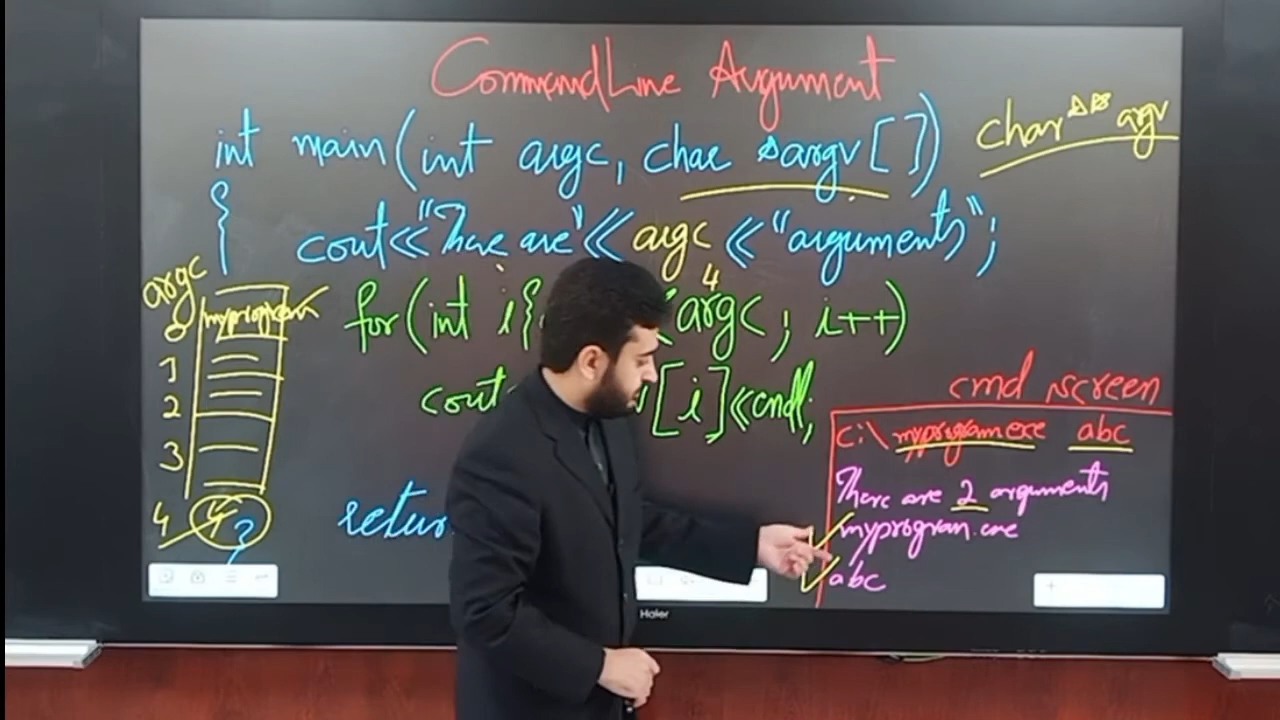 CommandLine Argument
int main(int argc, char *argv[])
char** argv
{ cout<<"There are"<< argc <<"arguments";
4
argc
0 myprogram
for(int i{ argc; i++)
1
2
3
4 4 ?
cout [i]<<endl;
retur
cmd screen
c:\myprogram.exe abc
There are 2 arguments
myprogram.exe
abc
Haier